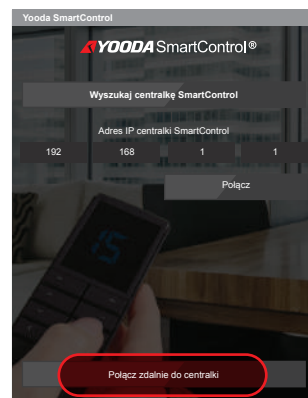 Yooda SmartControl
YOODA SmartControl®
Wyszukaj centralkę SmartControl
Adres IP centralki SmartControl
192 168 1 1
Połącz
15
Połącz zdalnie do centralki